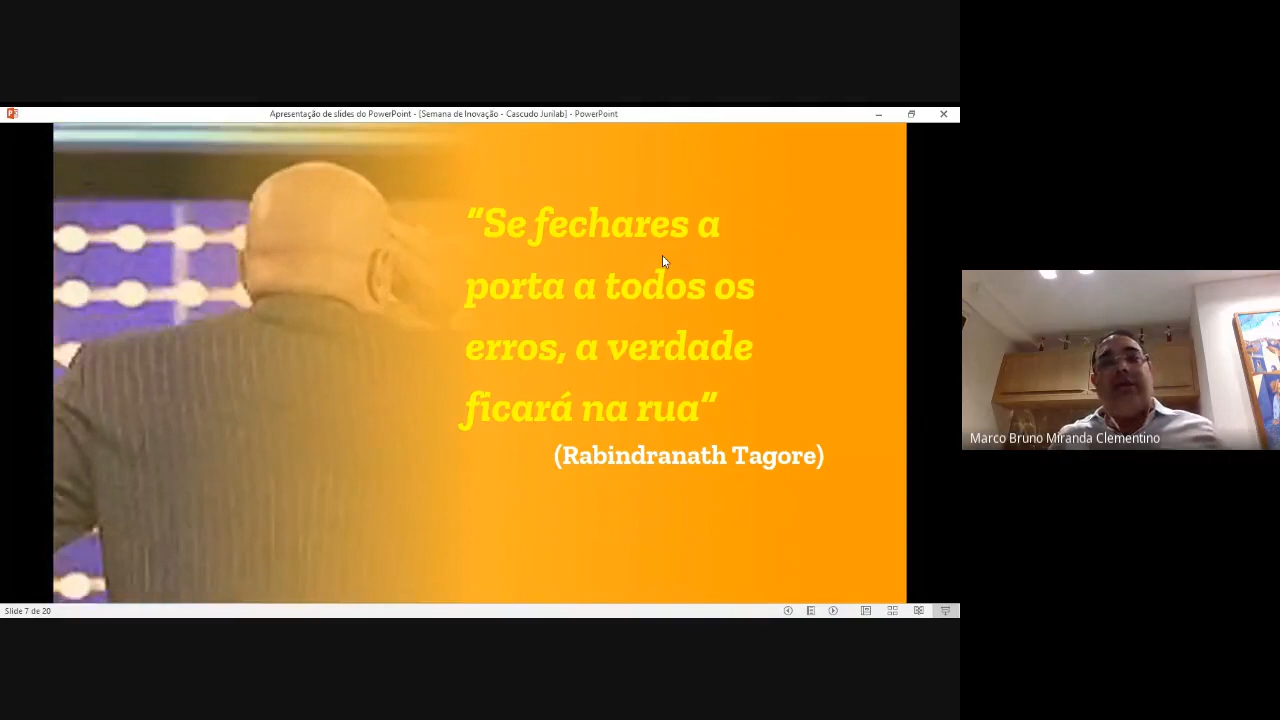 Apresentação de slides do PowerPoint - [Semana de Inovação - Cascudo Jurilab] - PowerPoint
“Se fechares a
porta a todos os
erros, a verdade
ficará na rua”
(Rabindranath Tagore)
Marco Bruno Miranda Clementino
Slide 7 de 20